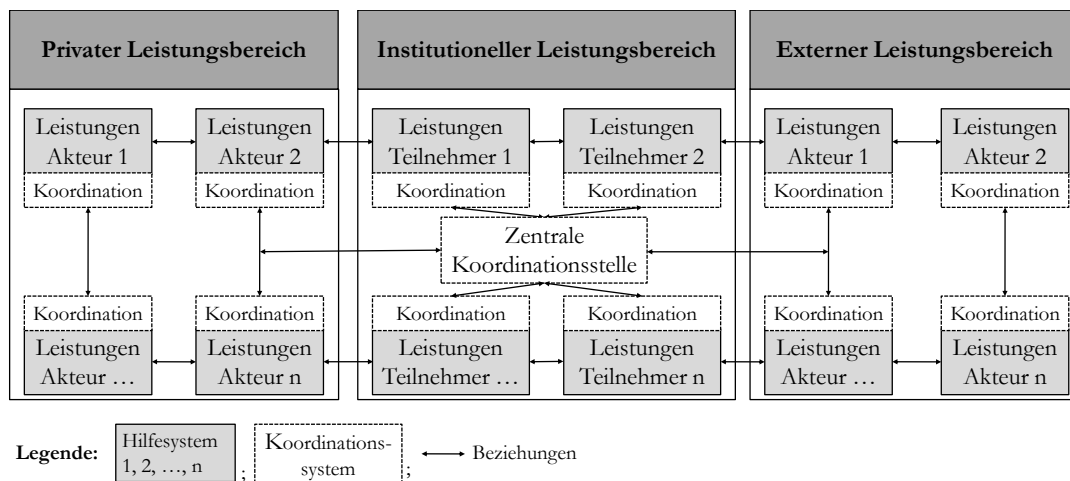 Privater Leistungsbereich
Institutioneller Leistungsbereich
Externer Leistungsbereich
Leistungen
Akteur 1
Koordination
Leistungen
Akteur 2
Koordination
Leistungen
Teilnehmer 1
Koordination
Leistungen
Teilnehmer 2
Koordination
Leistungen
Akteur 1
Koordination
Leistungen
Akteur 2
Koordination
Zentrale
Koordinationsstelle
Koordination
Leistungen
Akteur …
Koordination
Leistungen
Akteur n
Koordination
Leistungen
Teilnehmer …
Koordination
Leistungen
Teilnehmer n
Koordination
Leistungen
Akteur …
Koordination
Leistungen
Akteur n
Legende:
Hilfesystem
1, 2, …, n
;
Koordinations-
system
;
Beziehungen